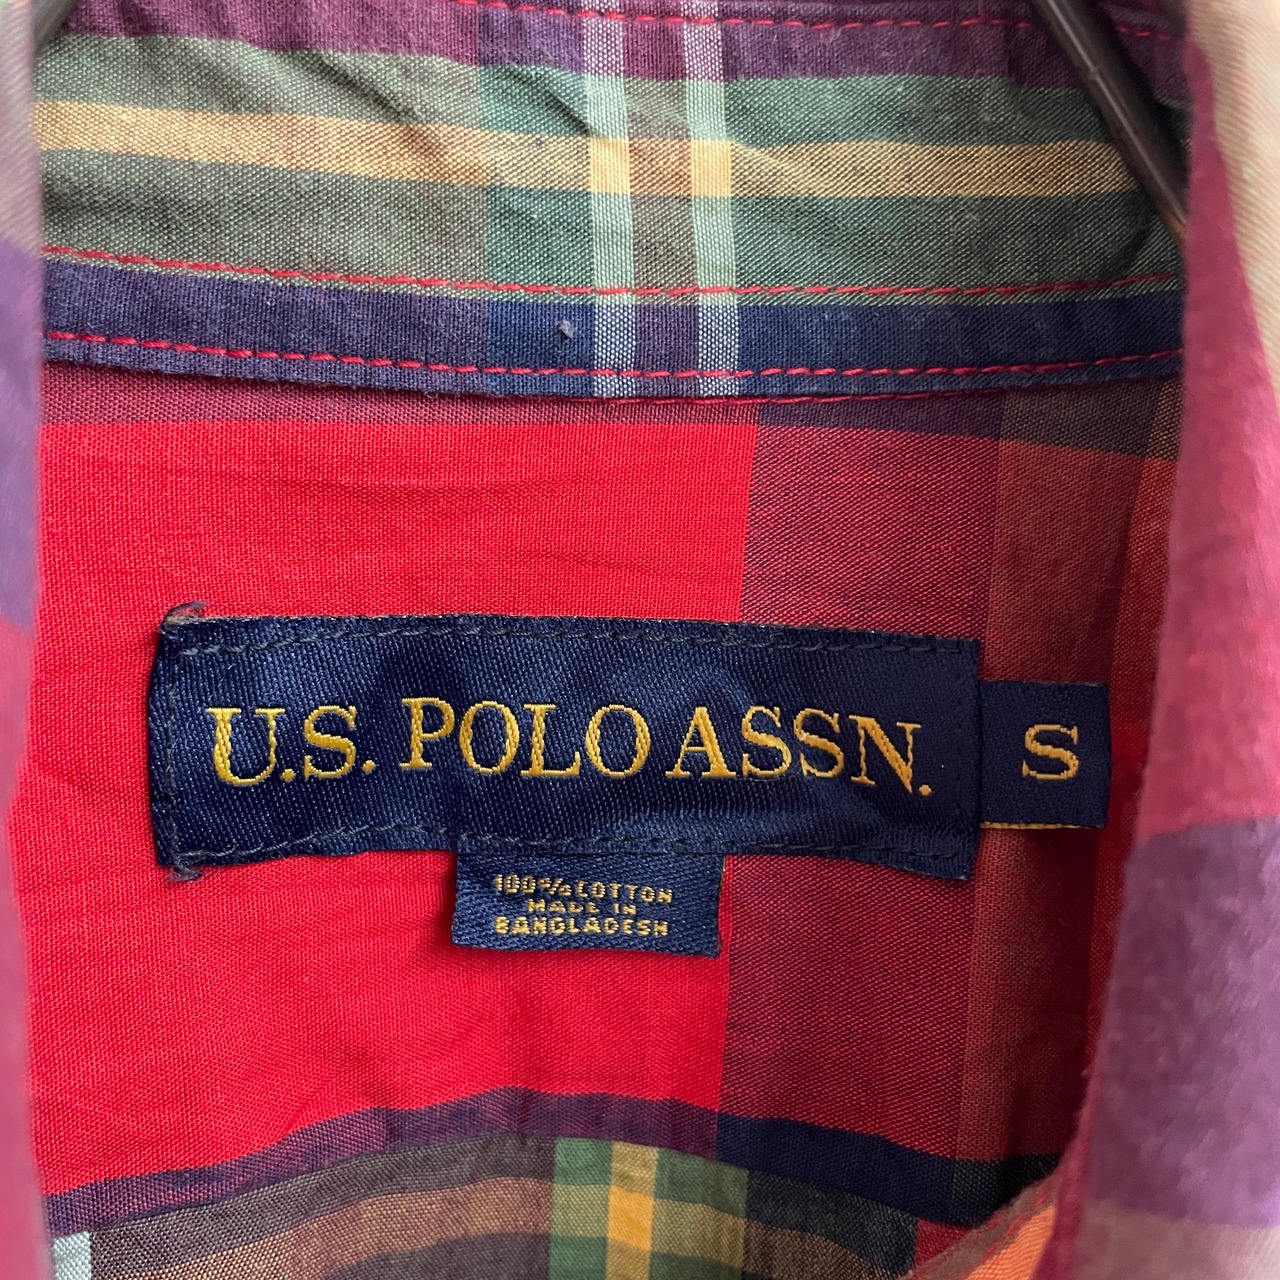 U.S. POLO ASSN.
S
100% COTTON
MADE IN
BANGLADESH